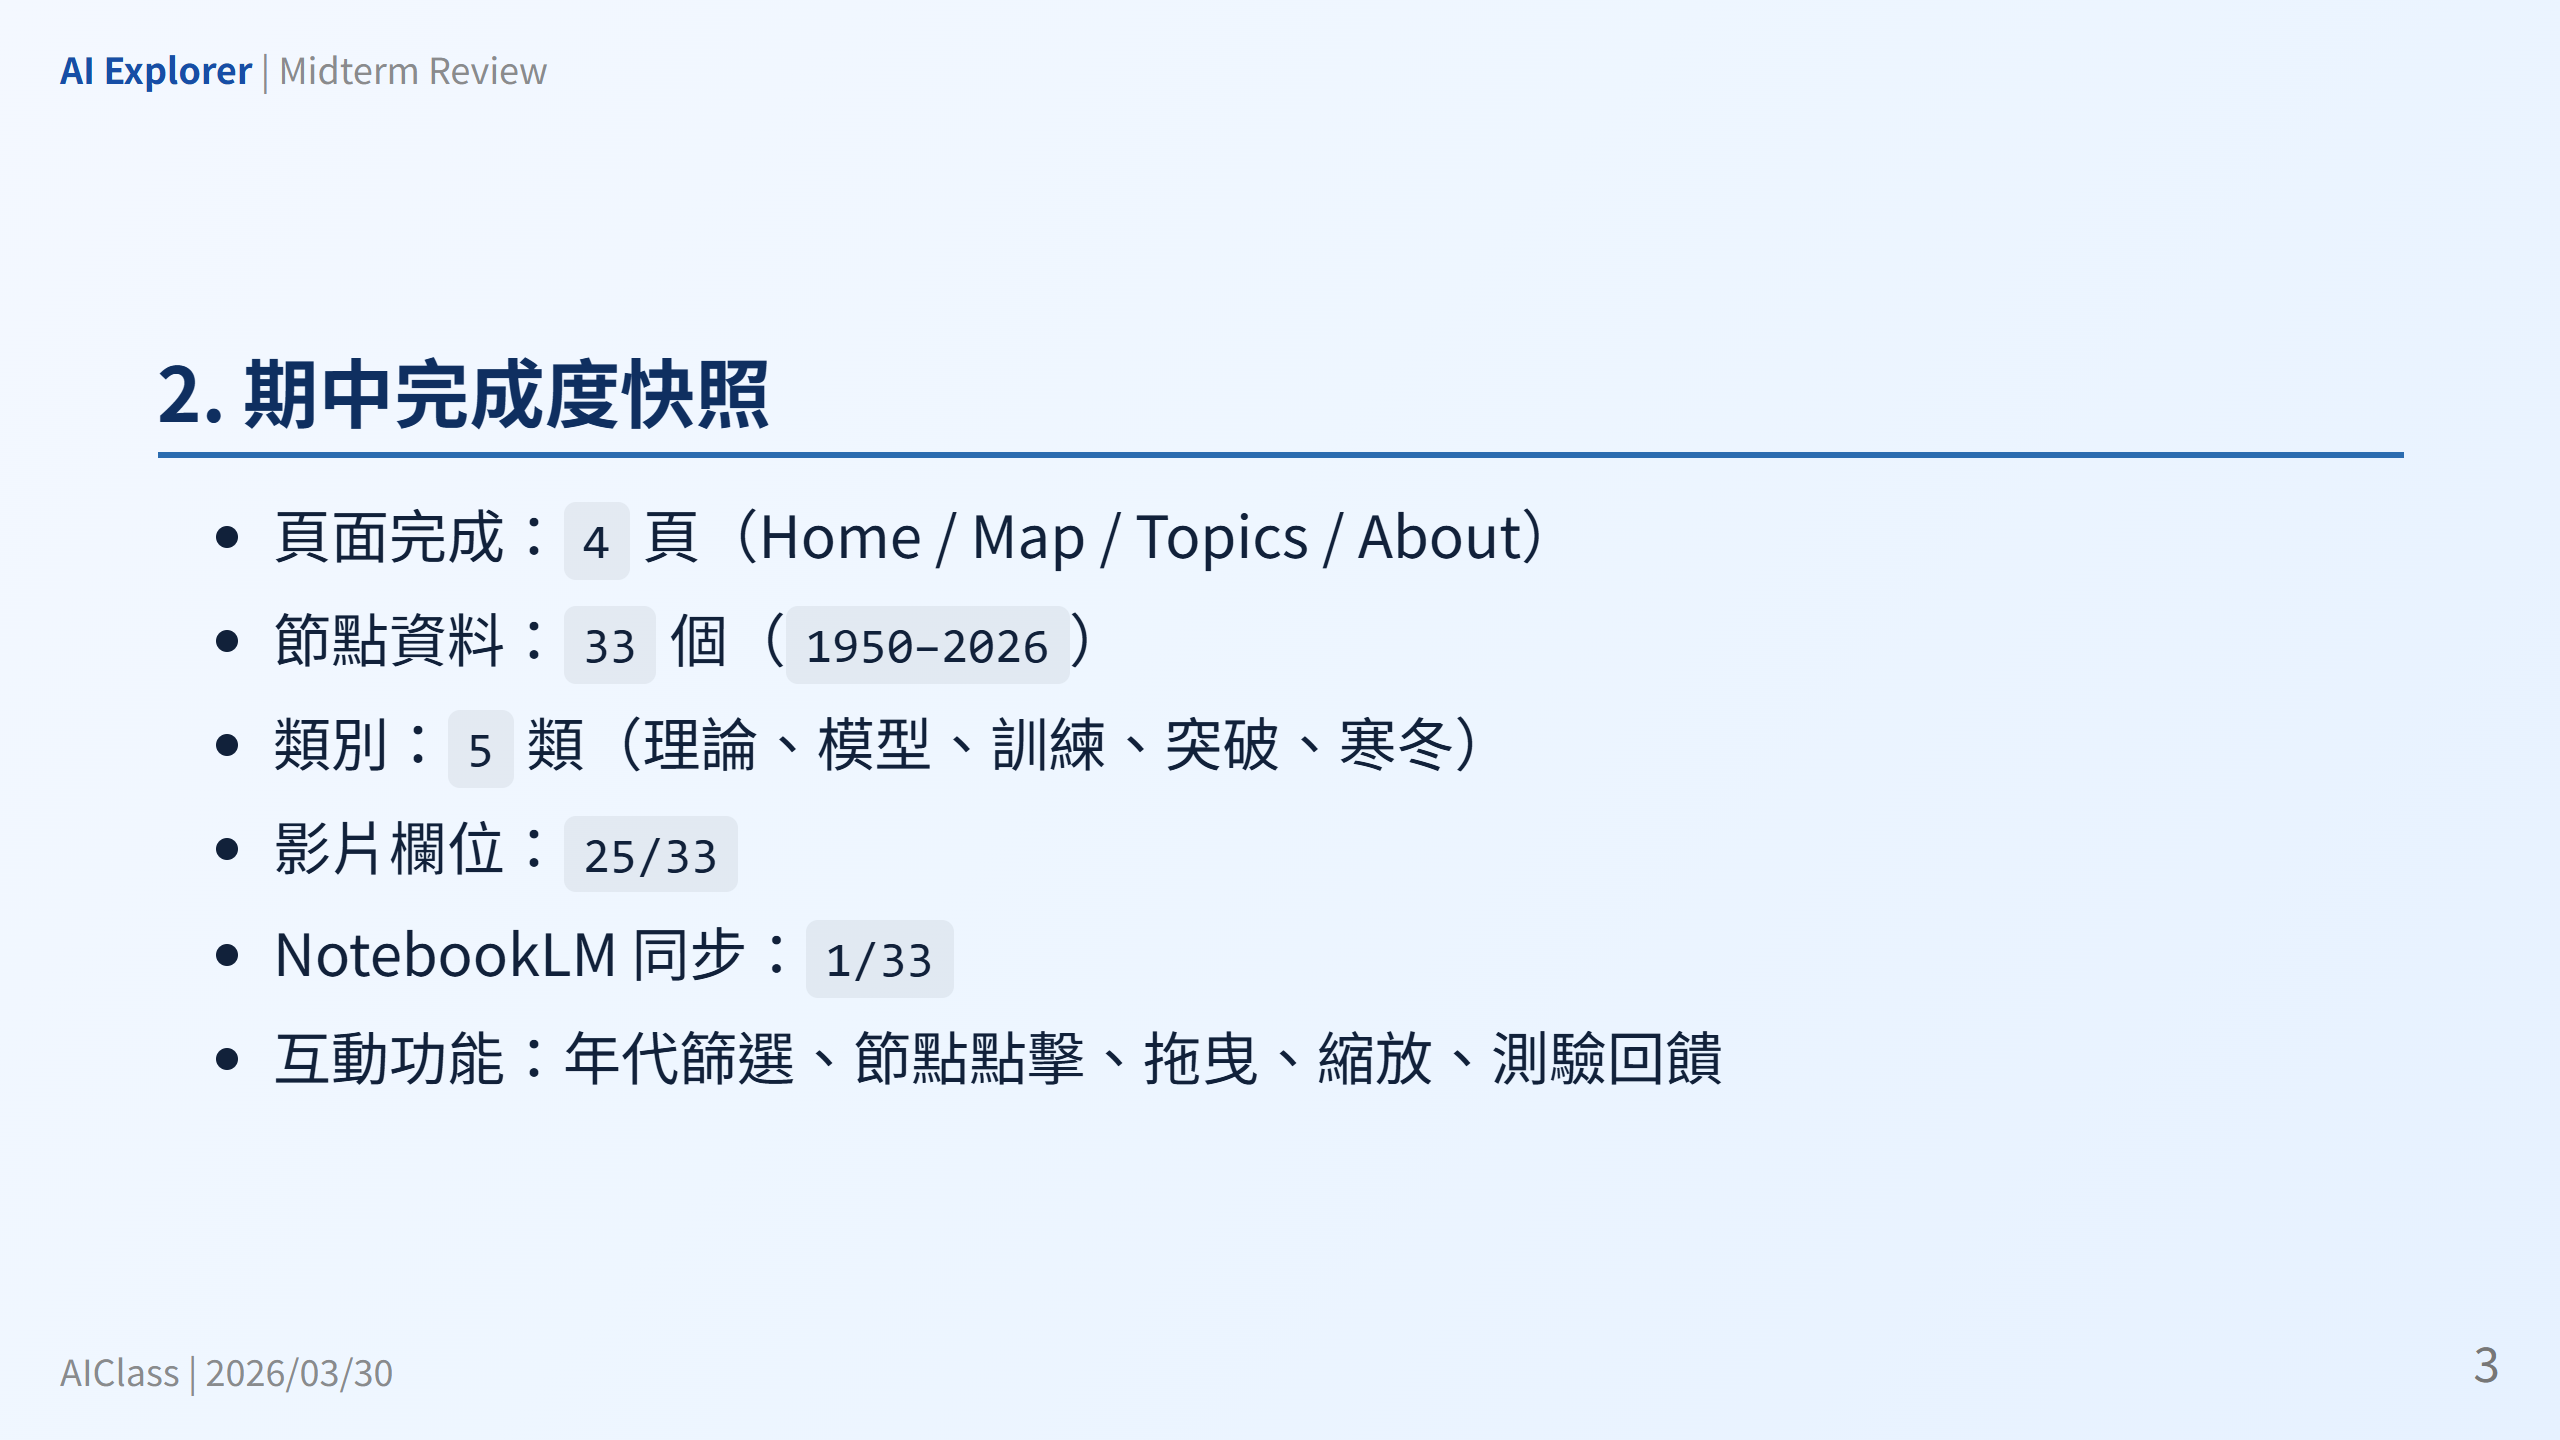 AI Explorer | Midterm Review
2. 期中完成度快照
• 頁面完成：4 頁（Home / Map / Topics / About）
• 節點資料：33 個（1950–2026）
• 類別：5 類（理論、模型、訓練、突破、寒冬）
• 影片欄位：25/33
• NotebookLM 同步：1/33
• 互動功能：年代篩選、節點點擊、拖曳、縮放、測驗回饋
AIClass | 2026/03/30
3